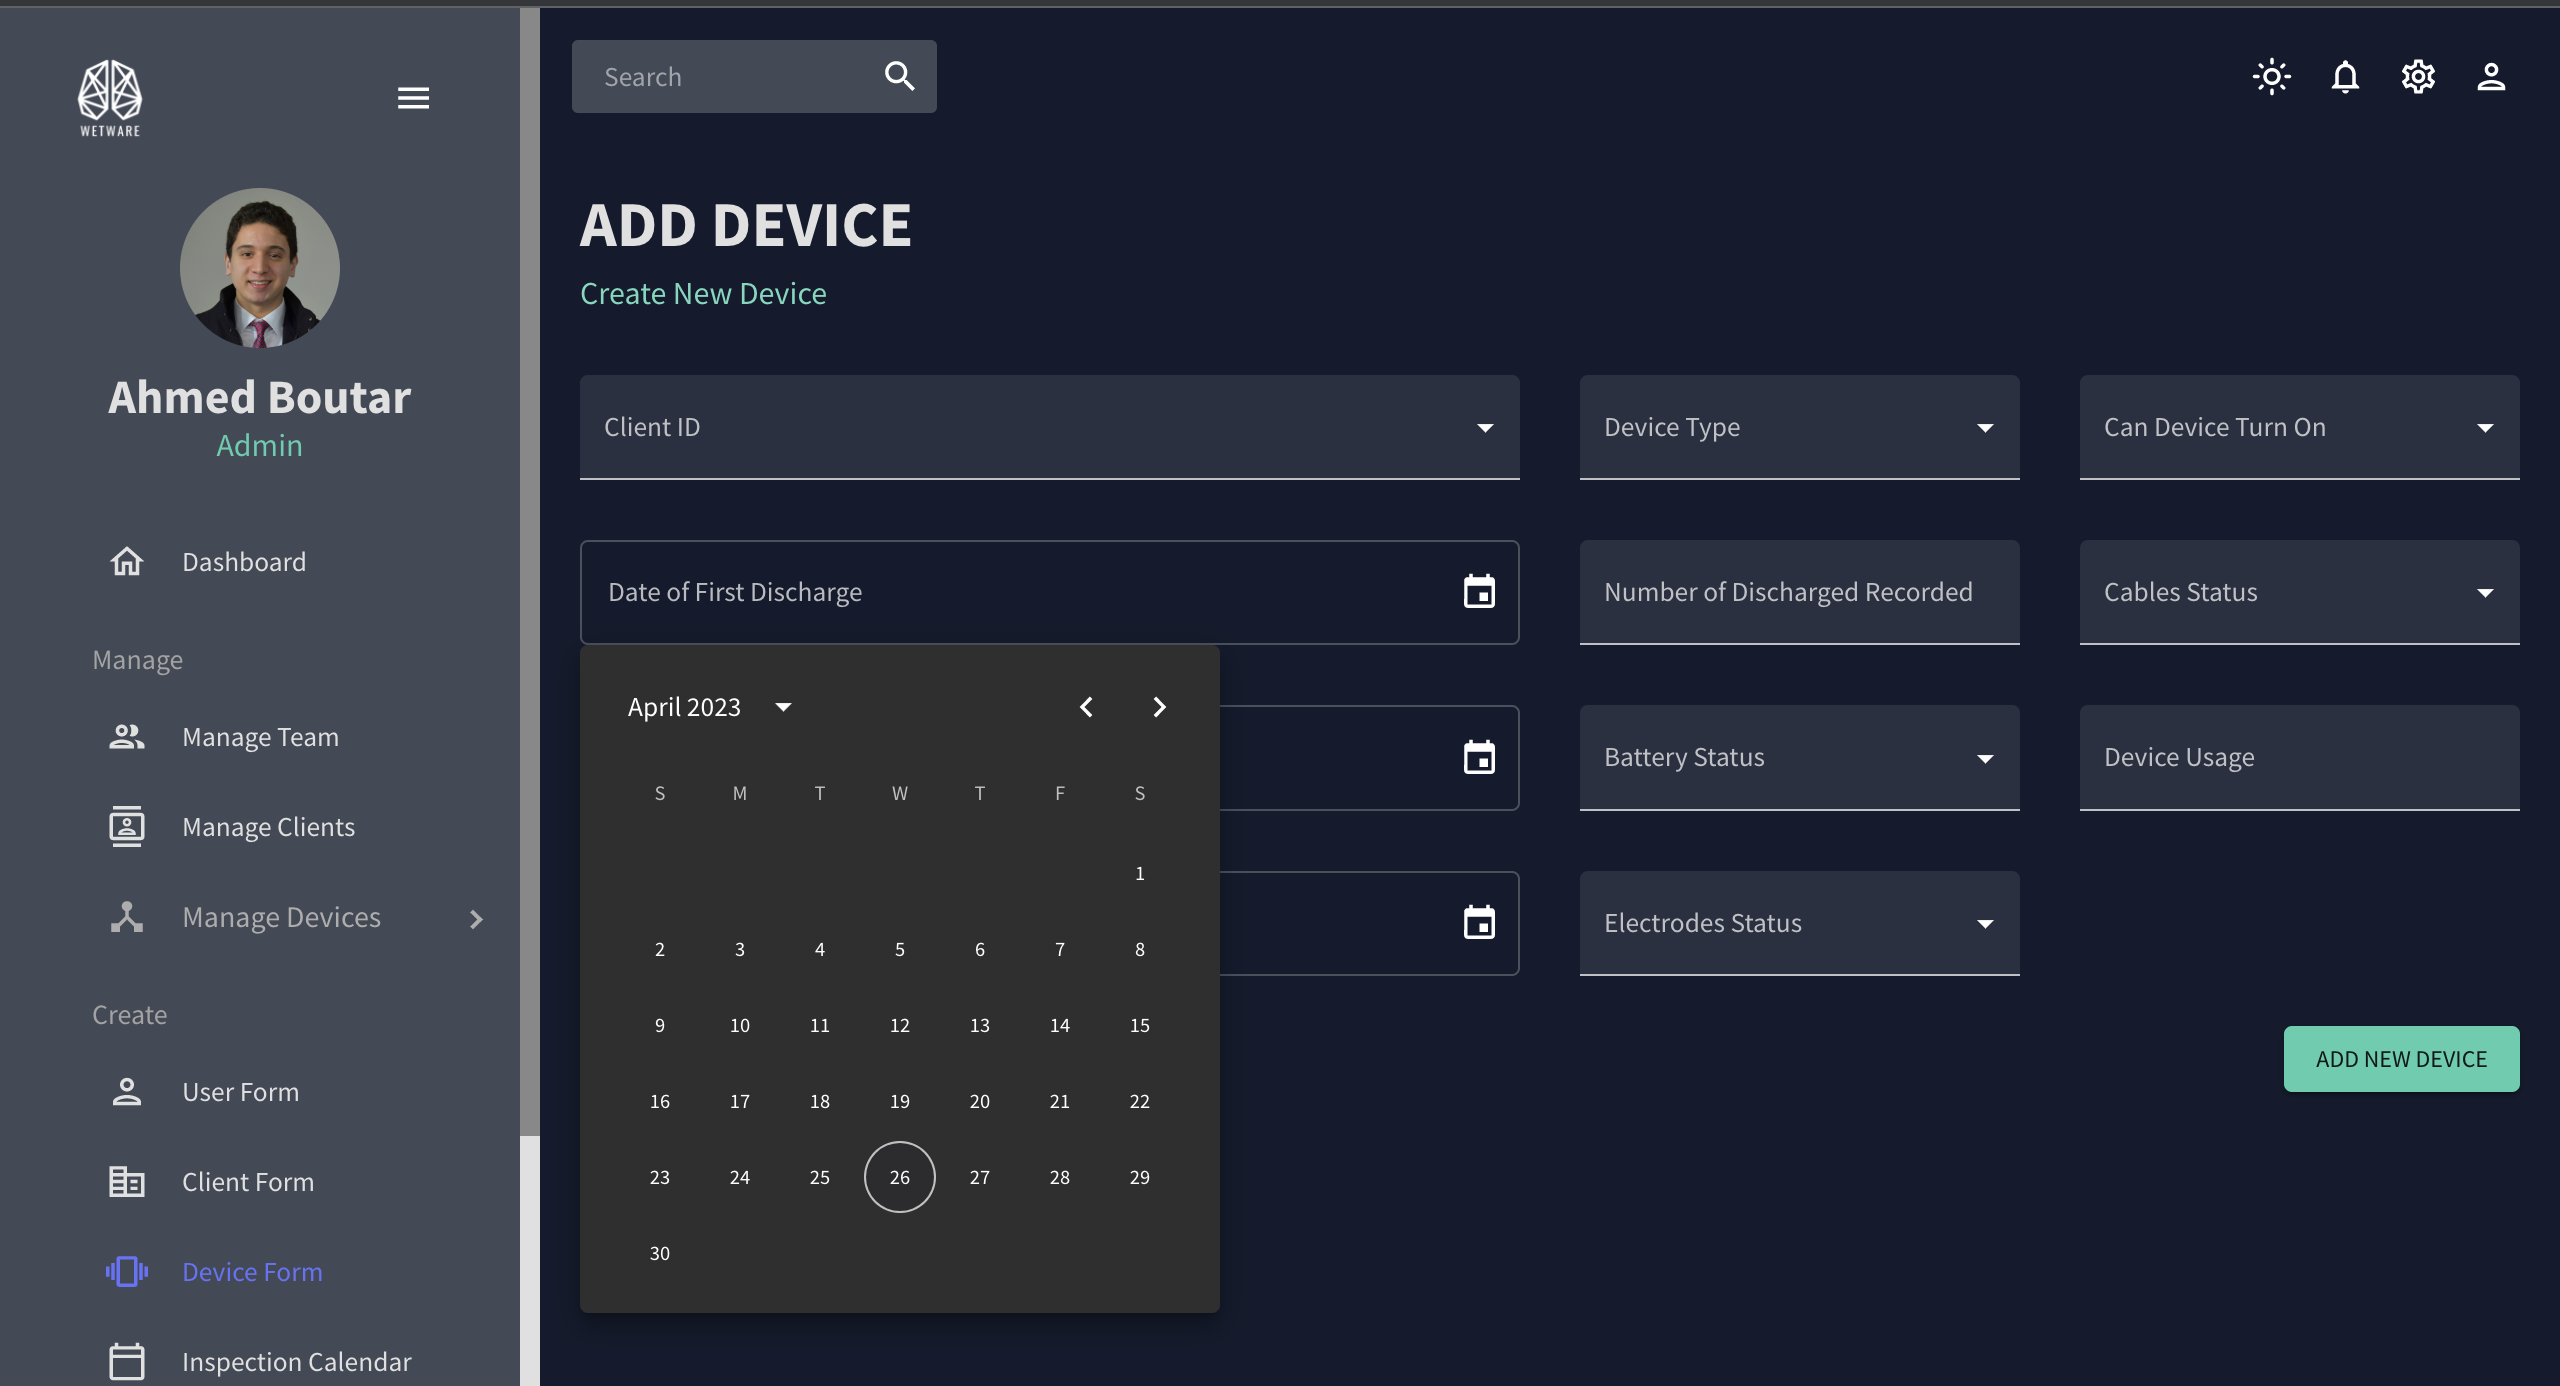 WETWARE
Ahmed Boutar
Admin
Dashboard
Manage
Manage Team
Manage Clients
Manage Devices
Create
User Form
Client Form
Device Form
Inspection Calendar
Search
ADD DEVICE
Create New Device
Client ID
Device Type
Can Device Turn On
Date of First Discharge
Number of Discharged Recorded
Cables Status
Battery Status
Device Usage
Electrodes Status
April 2023
S M T W T F S
1
2 3 4 5 6 7 8
9 10 11 12 13 14 15
16 17 18 19 20 21 22
23 24 25 26 27 28 29
30
ADD NEW DEVICE